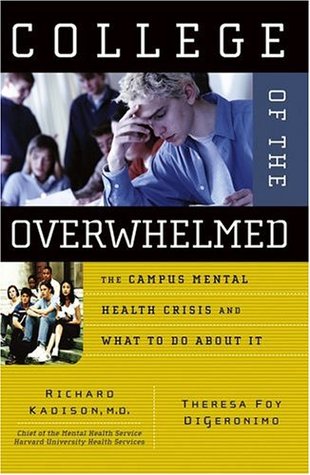 COLLEGE
OF THE
OVERWHELMED
THE CAMPUS MENTAL
HEALTH CRISIS AND
WHAT TO DO ABOUT IT
RICHARD
KADISON, M.D.
Chief of the Mental Health Service
Harvard University Health Services
THERESA FOY
DIGERONIMO